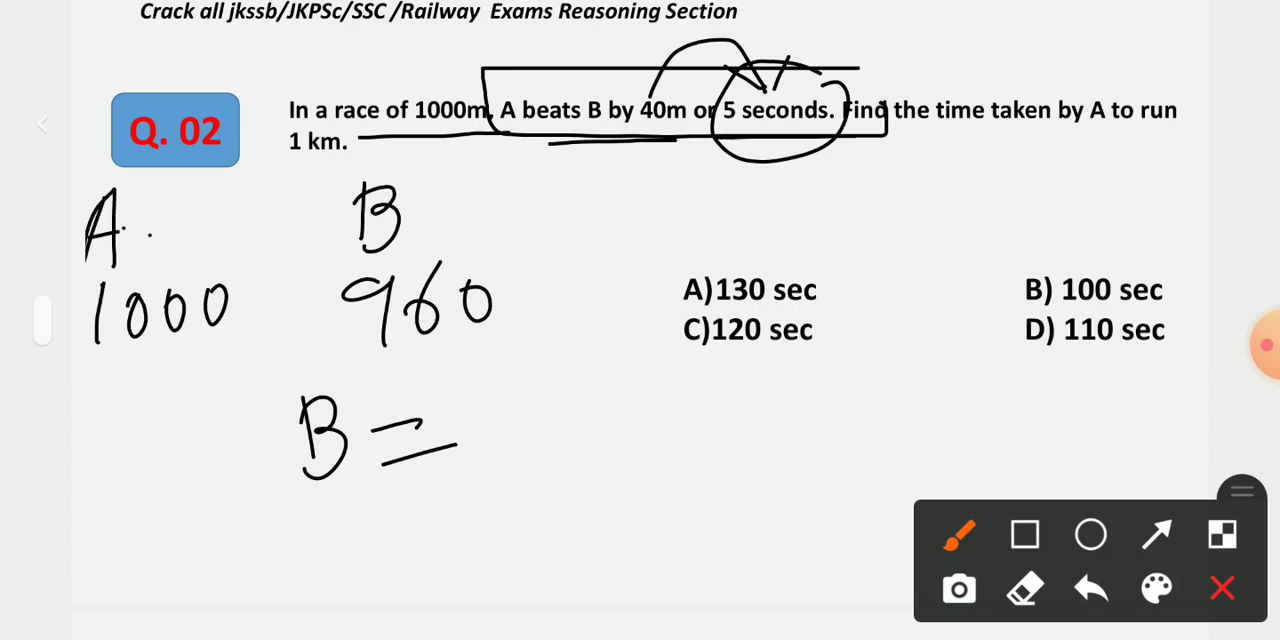 Crack all jkssb/JKPSc/SSC /Railway Exams Reasoning Section
Q. 02
In a race of 1000m, A beats B by 40m or 5 seconds. Find the time taken by A to run
1 km.
A B
1000 960
A)130 sec B) 100 sec
C)120 sec D) 110 sec
B =